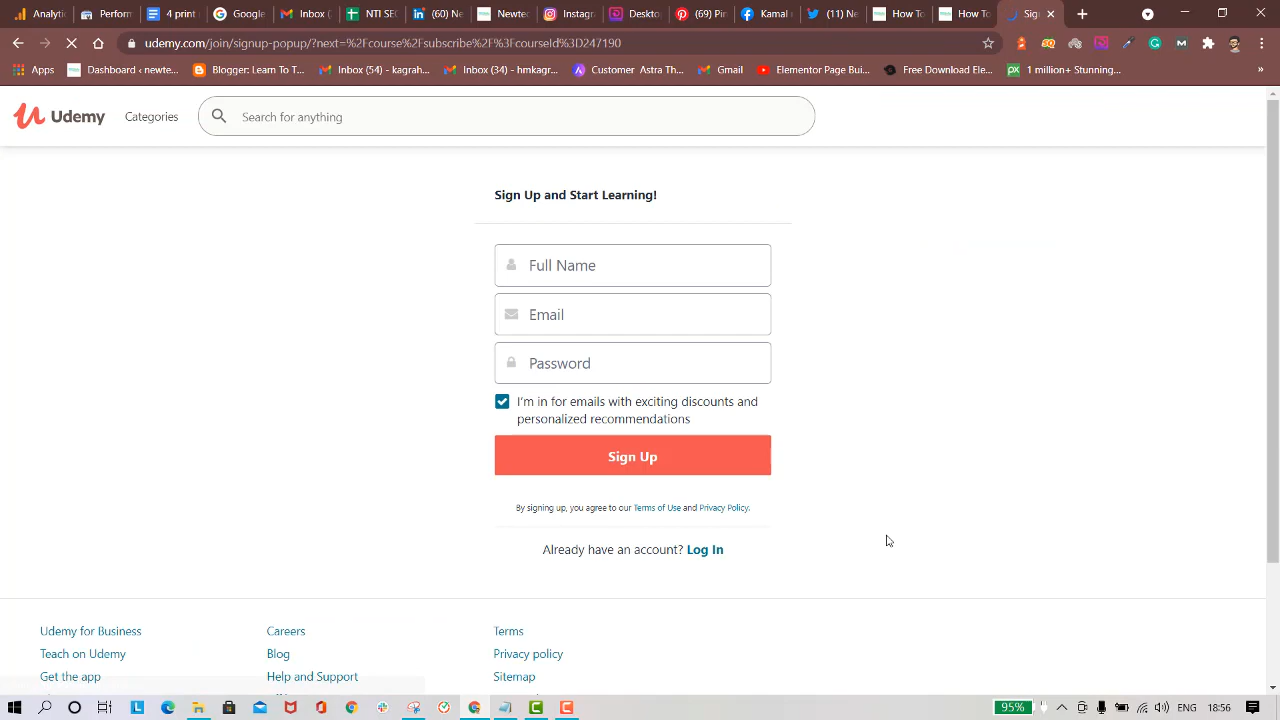 Analytic
Perform
4 print
Google
Inbox (
NTI SEC
(60) Ne
Newtec
Instagr
Desktop
(69) Pin
Kamal
(11) Ne
How To
How To
Sign
udemy.com/join/signup-popup/?next=%2Fcourse%2Fsubscribe%2F%3FcourseId%3D247190
Apps
Dashboard ‹ newte...
Blogger: Learn To T...
Inbox (54) - kagrah...
Inbox (34) - hmkgra...
Customer Astra Th...
Gmail
Elementor Page Bui...
Free Download Ele...
1 million+ Stunning...
»
Udemy
Categories
Search for anything
Sign Up and Start Learning!
Full Name
Email
Password
I'm in for emails with exciting discounts and
personalized recommendations
Sign Up
By signing up, you agree to our Terms of Use and Privacy Policy.
Already have an account? Log In
Udemy for Business
Careers
Terms
Teach on Udemy
Blog
Privacy policy
Get the app
Help and Support
Sitemap
95%
ENG
18:56